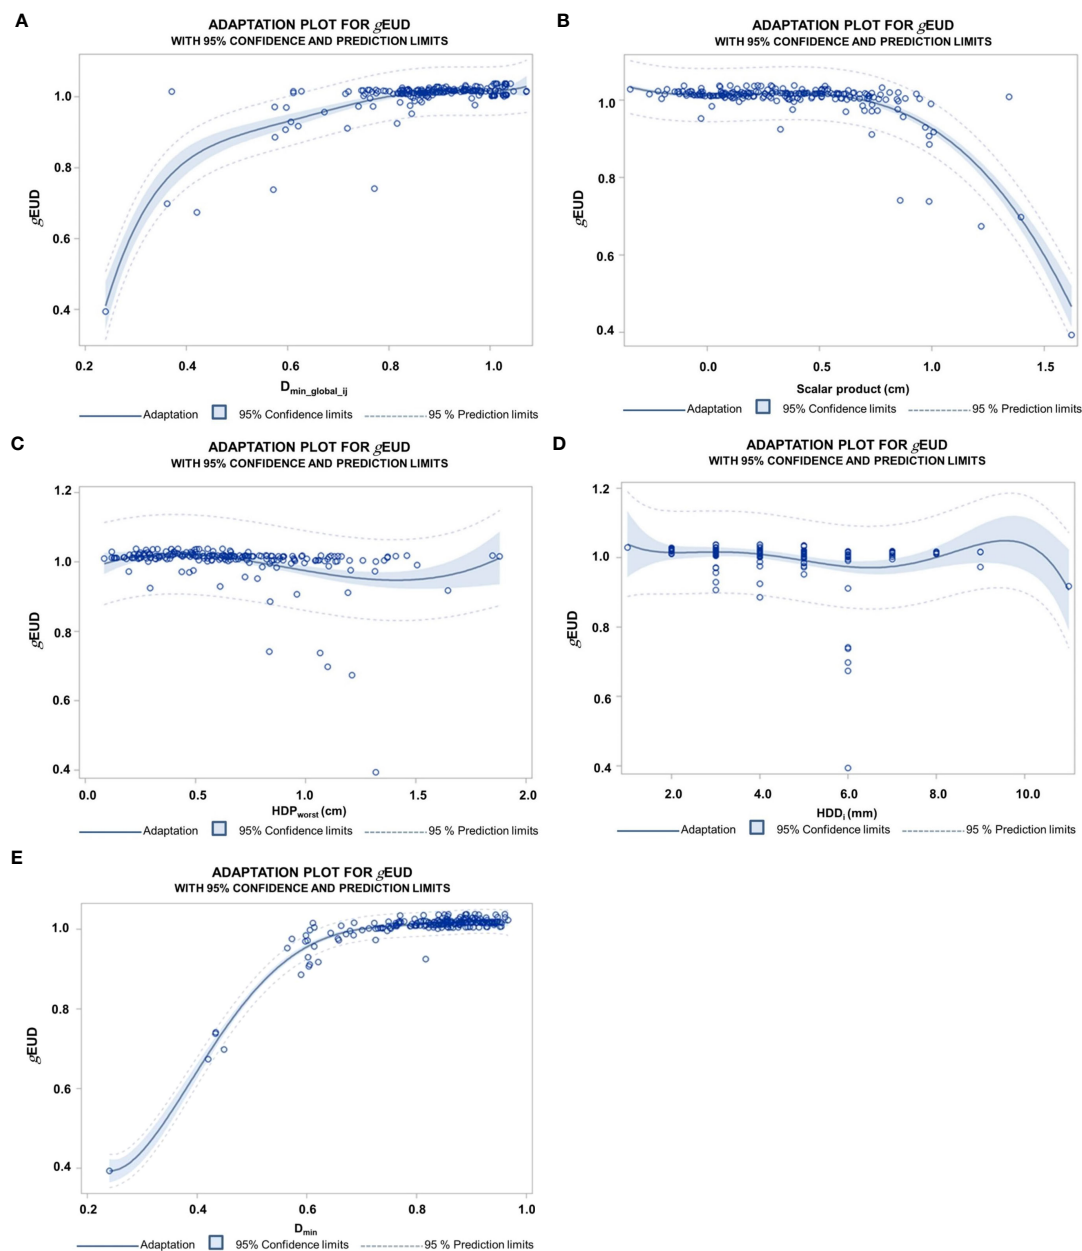 A
ADAPTATION PLOT FOR gEUD
WITH 95% CONFIDENCE AND PREDICTION LIMITS
gEUD
1.0
0.8
0.6
0.4
0.2 0.4 0.6 0.8 1.0
Dmin_global_ij
Adaptation 95% Confidence limits 95 % Prediction limits
B
ADAPTATION PLOT FOR gEUD
WITH 95% CONFIDENCE AND PREDICTION LIMITS
gEUD
1.0
0.8
0.6
0.4
0.0 0.5 1.0 1.5
Scalar product (cm)
Adaptation 95% Confidence limits 95 % Prediction limits
C
ADAPTATION PLOT FOR gEUD
WITH 95% CONFIDENCE AND PREDICTION LIMITS
gEUD
1.2
1.0
0.8
0.6
0.4
0.0 0.5 1.0 1.5 2.0
HDPworst (cm)
Adaptation 95% Confidence limits 95 % Prediction limits
D
ADAPTATION PLOT FOR gEUD
WITH 95% CONFIDENCE AND PREDICTION LIMITS
gEUD
1.2
1.0
0.8
0.6
0.4
2.0 4.0 6.0 8.0 10.0
HDDi (mm)
Adaptation 95% Confidence limits 95 % Prediction limits
E
ADAPTATION PLOT FOR gEUD
WITH 95% CONFIDENCE AND PREDICTION LIMITS
gEUD
1.0
0.8
0.6
0.4
0.2 0.4 0.6 0.8 1.0
Dmin
Adaptation 95% Confidence limits 95 % Prediction limits